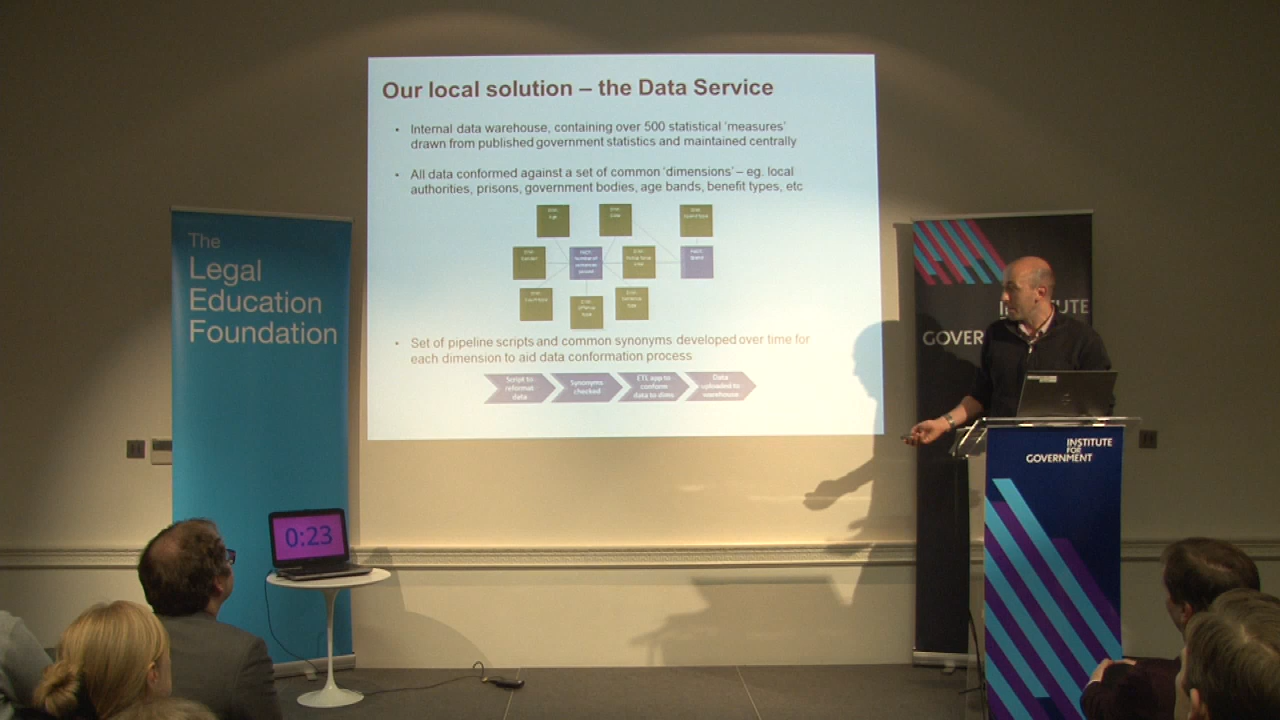 Our local solution – the Data Service
• Internal data warehouse, containing over 500 statistical 'measures'
drawn from published government statistics and maintained centrally
• All data conformed against a set of common 'dimensions' – eg. local
authorities, prisons, government bodies, age bands, benefit types, etc
• Set of pipeline scripts and common synonyms developed over time for
each dimension to aid data conformation process
Script to
reformat
data
Synonyms
checked
ETL app to
conform
data to dims
Data
uploaded to
warehouse
The
Legal
Education
Foundation
0:23
INSTITUTE
FOR
GOVERNMENT